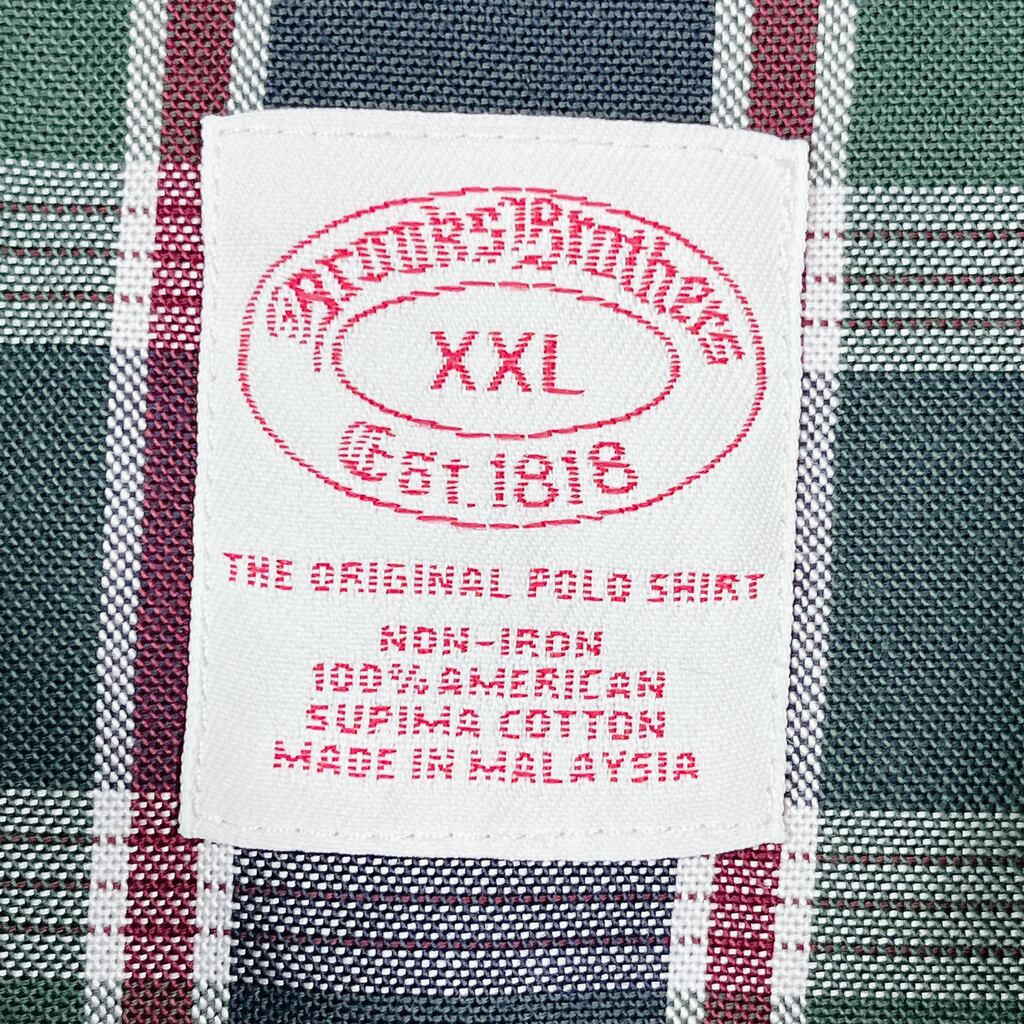 Brooks Brothers
XXL
Est. 1818
THE ORIGINAL POLO SHIRT
NON-IRON
100% AMERICAN
SUPIMA COTTON
MADE IN MALAYSIA